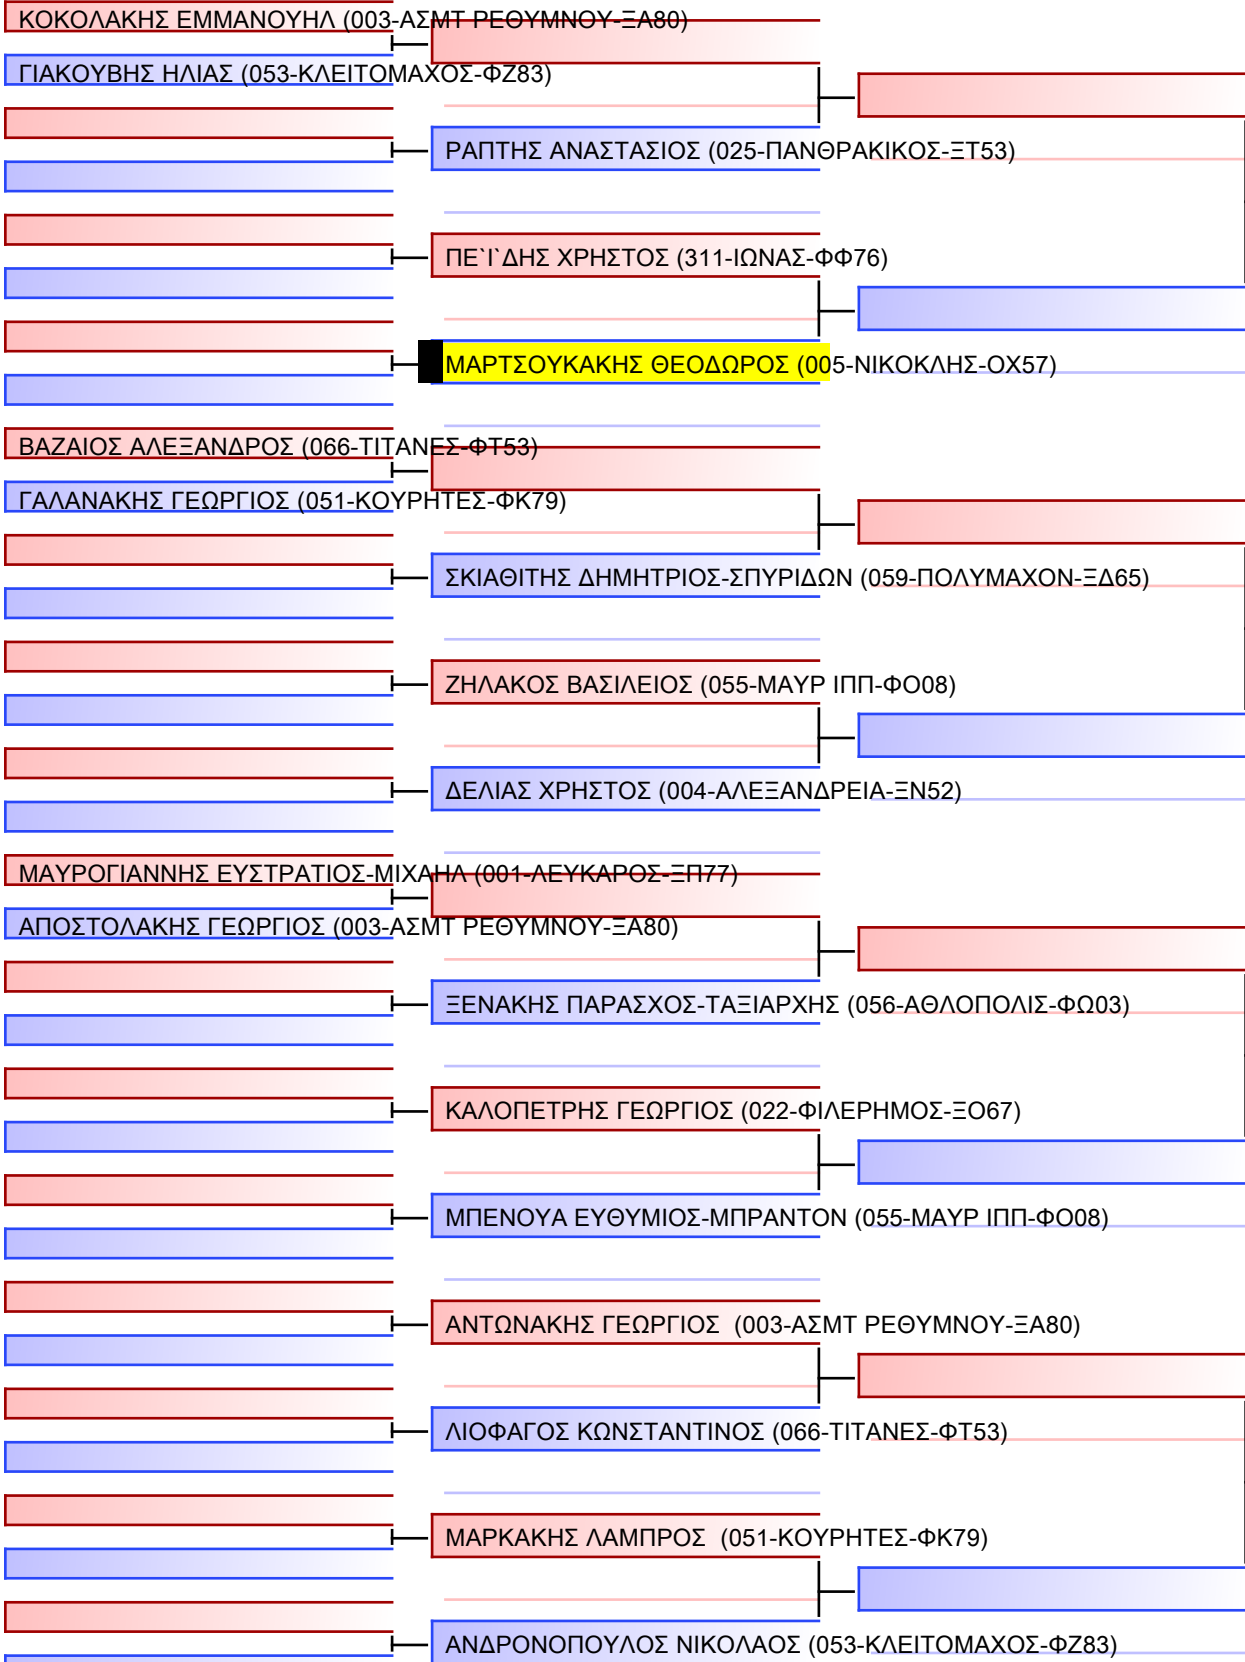 ΚΟΚΟΛΑΚΗΣ ΕΜΜΑΝΟΥΗΛ (003-ΑΣΜΤ ΡΕΘΥΜΝΟΥ-ΞΑ80)
ΓΙΑΚΟΥΒΗΣ ΗΛΙΑΣ (053-ΚΛΕΙΤΟΜΑΧΟΣ-ΦΖ83)
ΡΑΠΤΗΣ ΑΝΑΣΤΑΣΙΟΣ (025-ΠΑΝΘΡΑΚΙΚΟΣ-ΞΤ53)
ΠΕ`Ι`ΔΗΣ ΧΡΗΣΤΟΣ (311-ΙΩΝΑΣ-ΦΦ76)
ΜΑΡΤΣΟΥΚΑΚΗΣ ΘΕΟΔΩΡΟΣ (005-ΝΙΚΟΚΛΗΣ-ΟΧ57)
ΒΑΖΑΙΟΣ ΑΛΕΞΑΝΔΡΟΣ (066-ΤΙΤΑΝΕΣ-ΦΤ53)
ΓΑΛΑΝΑΚΗΣ ΓΕΩΡΓΙΟΣ (051-ΚΟΥΡΗΤΕΣ-ΦΚ79)
ΣΚΙΑΘΙΤΗΣ ΔΗΜΗΤΡΙΟΣ-ΣΠΥΡΙΔΩΝ (059-ΠΟΛΥΜΑΧΟΝ-ΞΔ65)
ΖΗΛΑΚΟΣ ΒΑΣΙΛΕΙΟΣ (055-ΜΑΥΡ ΙΠΠ-ΦΟ08)
ΔΕΛΙΑΣ ΧΡΗΣΤΟΣ (004-ΑΛΕΞΑΝΔΡΕΙΑ-ΞΝ52)
ΜΑΥΡΟΓΙΑΝΝΗΣ ΕΥΣΤΡΑΤΙΟΣ-ΜΙΧΑΗΛ (001-ΛΕΥΚΑΡΟΣ-ΞΠ77)
ΑΠΟΣΤΟΛΑΚΗΣ ΓΕΩΡΓΙΟΣ (003-ΑΣΜΤ ΡΕΘΥΜΝΟΥ-ΞΑ80)
ΞΕΝΑΚΗΣ ΠΑΡΑΣΧΟΣ-ΤΑΞΙΑΡΧΗΣ (056-ΑΘΛΟΠΟΛΙΣ-ΦΩ03)
ΚΑΛΟΠΕΤΡΗΣ ΓΕΩΡΓΙΟΣ (022-ΦΙΛΕΡΗΜΟΣ-ΞΟ67)
ΜΠΕΝΟΥΑ ΕΥΘΥΜΙΟΣ-ΜΠΡΑΝΤΟΝ (055-ΜΑΥΡ ΙΠΠ-ΦΟ08)
ΑΝΤΩΝΑΚΗΣ ΓΕΩΡΓΙΟΣ  (003-ΑΣΜΤ ΡΕΘΥΜΝΟΥ-ΞΑ80)
ΛΙΟΦΑΓΟΣ ΚΩΝΣΤΑΝΤΙΝΟΣ (066-ΤΙΤΑΝΕΣ-ΦΤ53)
ΜΑΡΚΑΚΗΣ ΛΑΜΠΡΟΣ  (051-ΚΟΥΡΗΤΕΣ-ΦΚ79)
ΑΝΔΡΟΝΟΠΟΥΛΟΣ ΝΙΚΟΛΑΟΣ (053-ΚΛΕΙΤΟΜΑΧΟΣ-ΦΖ83)